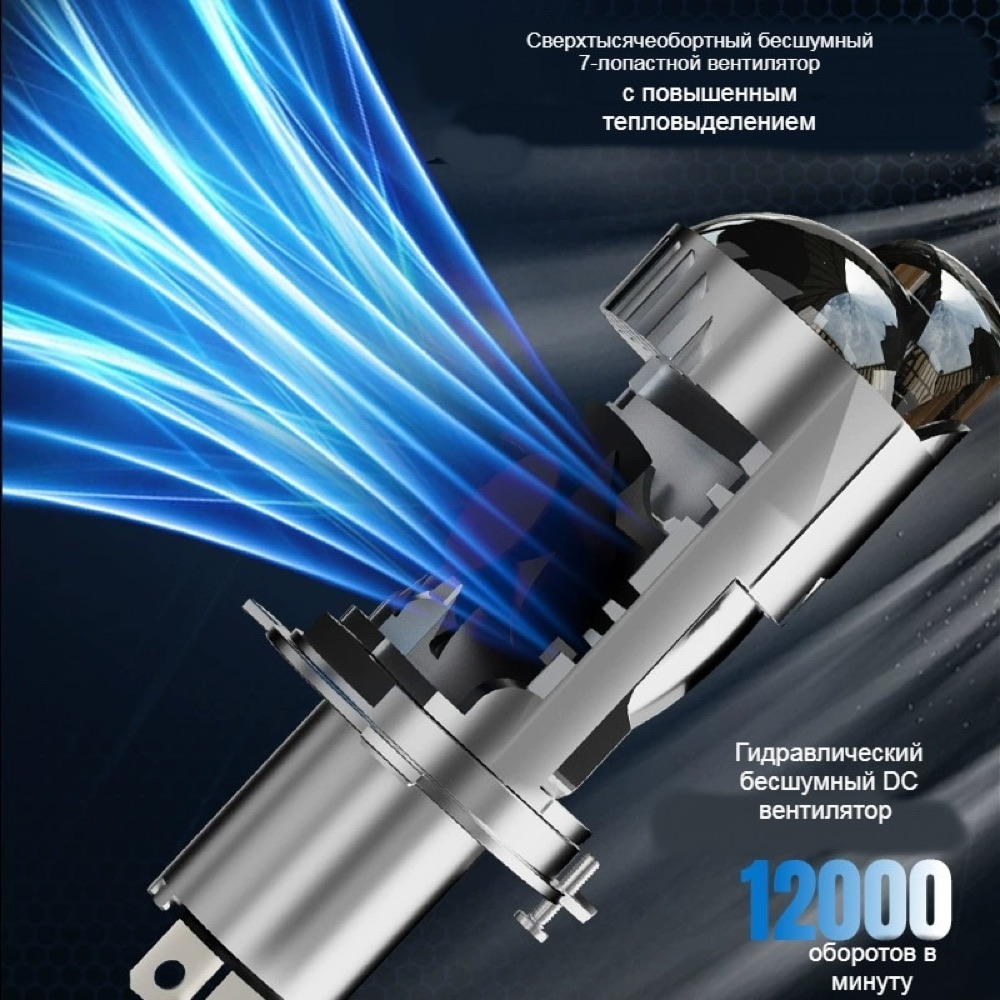 Сверхтысячеобортный бесшумный
7-лопастной вентилятор
с повышенным
тепловыделением
Гидравлический
бесшумный DC
вентилятор
12000
оборотов в
минуту